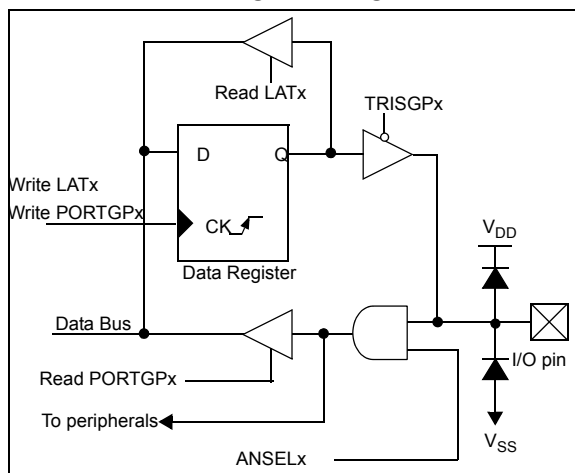 Read LATx
TRISGPx
D
Q
Write LATx
Write PORTGPx
CK
VDD
Data Register
Data Bus
I/O pin
Read PORTGPx
To peripherals
VSS
ANSELx